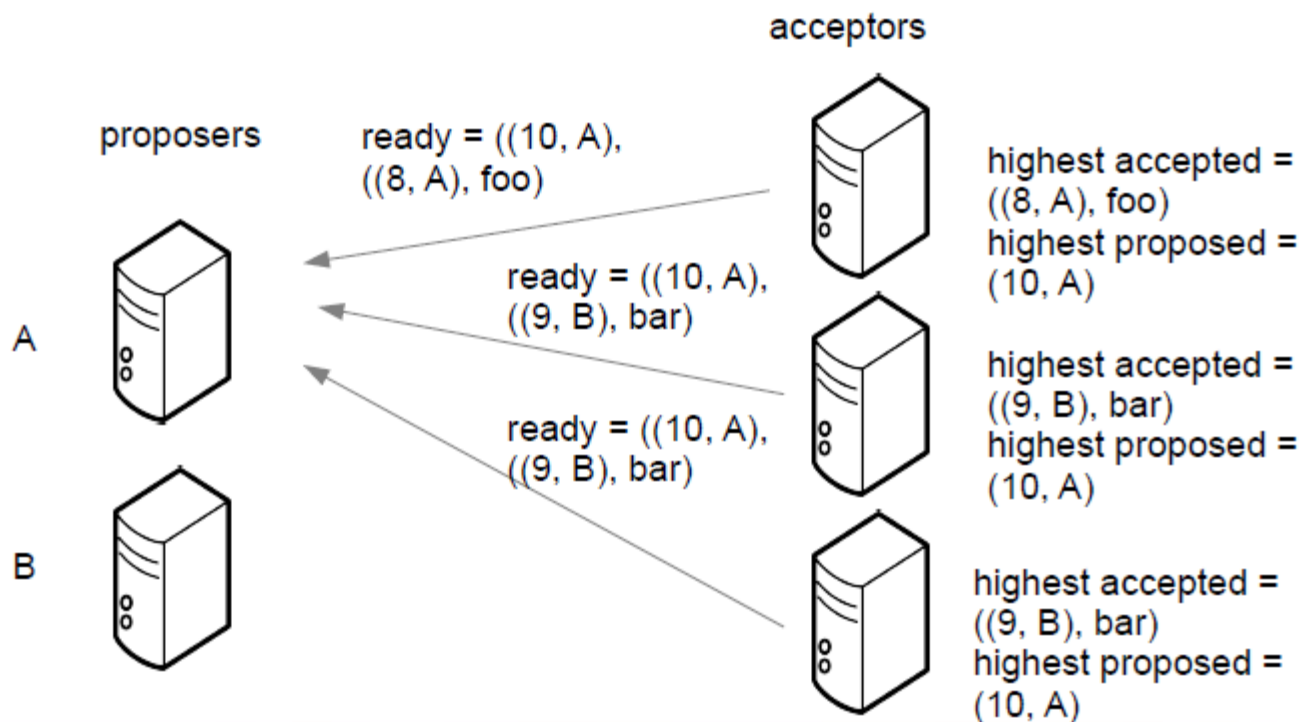 acceptors
proposers
ready = ((10, A),
((8, A), foo)
highest accepted =
((8, A), foo)
highest proposed =
(10, A)
ready = ((10, A),
((9, B), bar)
A
highest accepted =
((9, B), bar)
highest proposed =
(10, A)
ready = ((10, A),
((9, B), bar)
B
highest accepted =
((9, B), bar)
highest proposed =
(10, A)